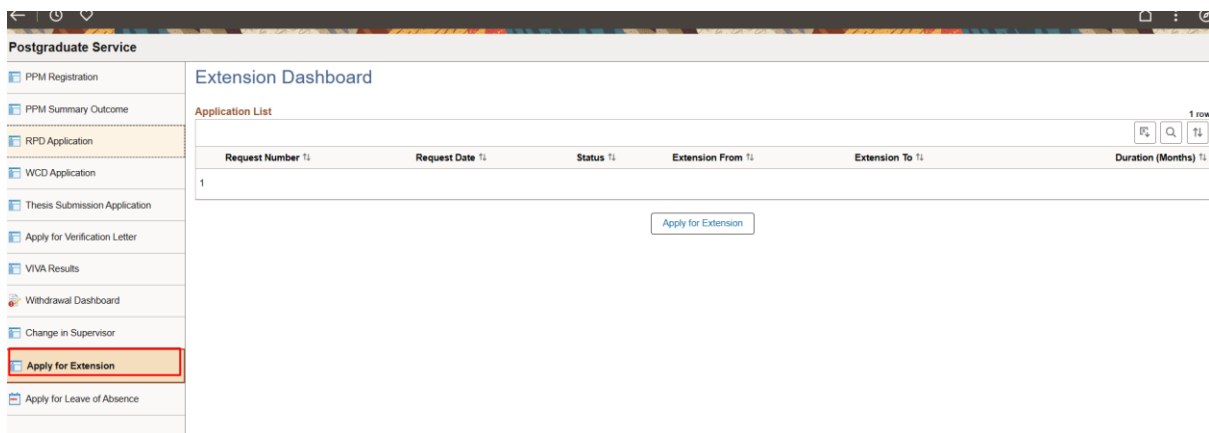 Postgraduate Service
PPM Registration
PPM Summary Outcome
RPD Application
WCD Application
Thesis Submission Application
Apply for Verification Letter
VIVA Results
Withdrawal Dashboard
Change in Supervisor
Apply for Extension
Apply for Leave of Absence
Extension Dashboard
Application List
1 row
Request Number Request Date Status Extension From Extension To Duration (Months)
1
Apply for Extension